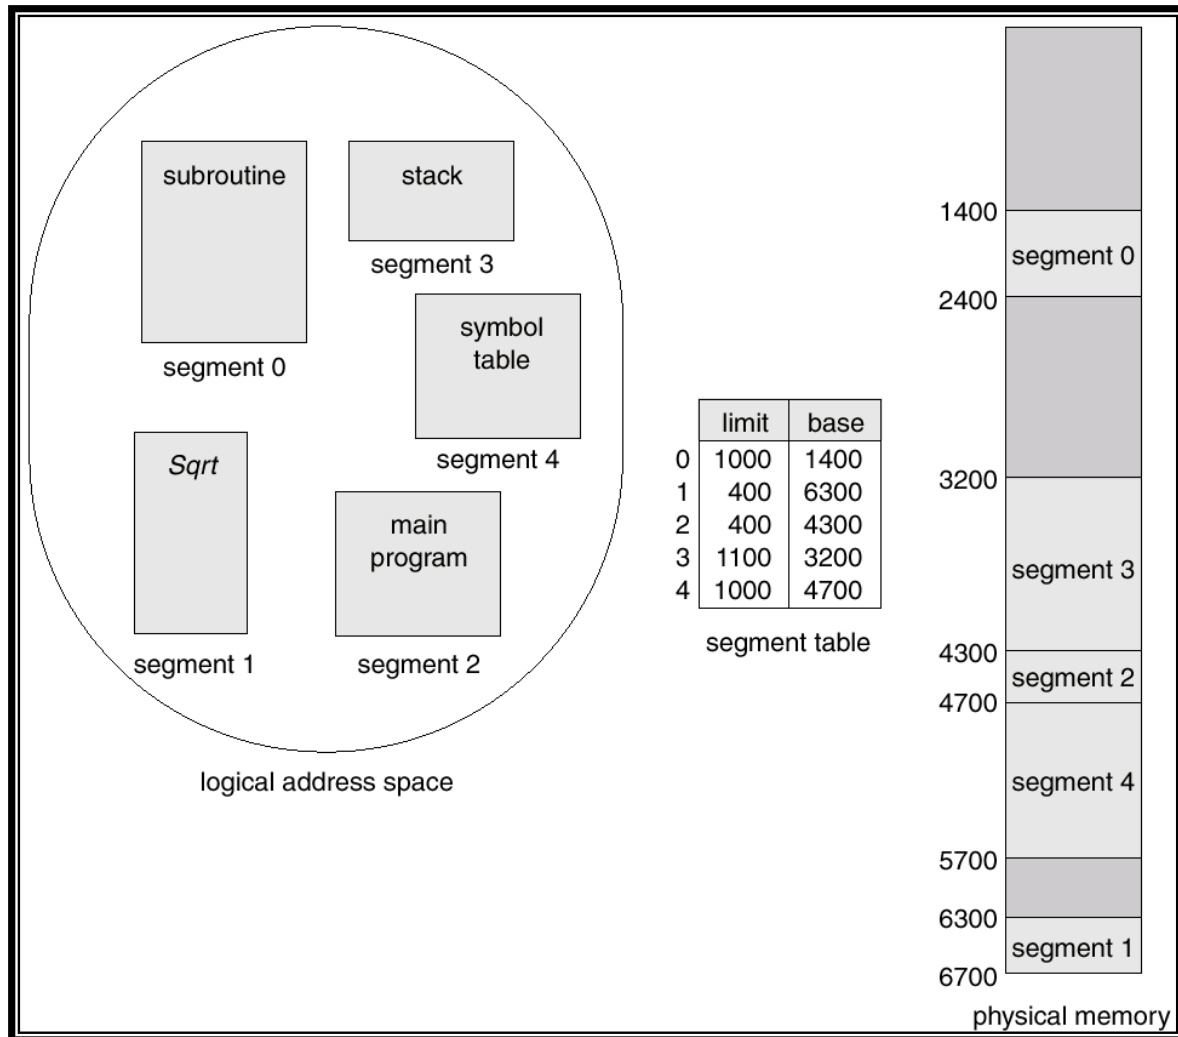 subroutine
stack
segment 3
segment 0
symbol
table
segment 4
Sqrt
main
program
segment 1
segment 2
logical address space
limit base
0 1000 1400
1 400 6300
2 400 4300
3 1100 3200
4 1000 4700
segment table
1400
segment 0
2400
3200
segment 3
4300
segment 2
4700
segment 4
5700
6300
segment 1
6700
physical memory